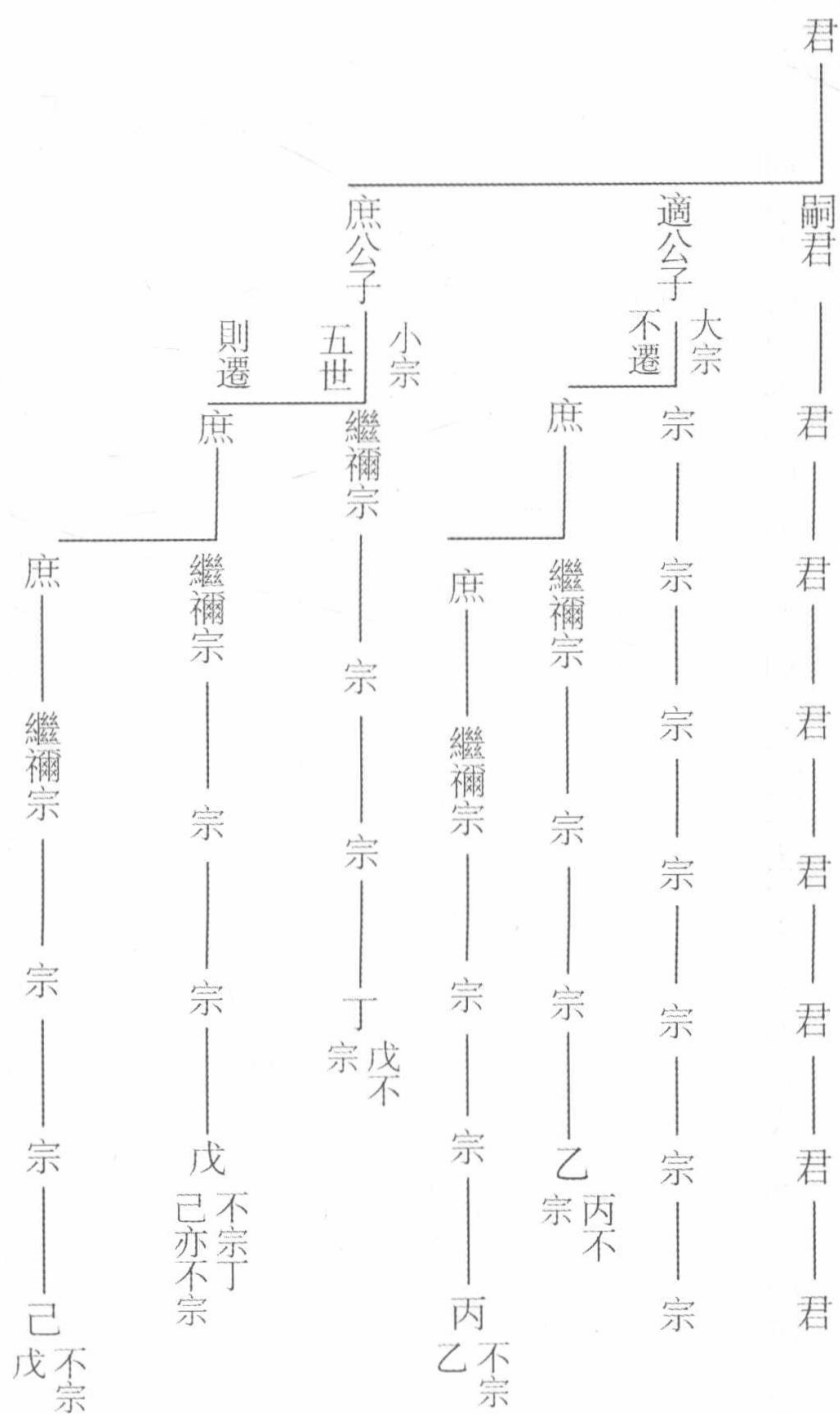 君
嗣君
君
君
君
君
君
君
君
適公子
大宗
不遷
宗
宗
宗
宗
宗
宗
宗
庶
繼禰宗
宗
宗
乙
丙不
宗
庶
繼禰宗
宗
宗
丙
不宗
乙
庶公子
小宗
五世
則遷
繼禰宗
宗
宗
丁
戊不
宗
庶
繼禰宗
宗
宗
戊
不宗丁
己亦不宗
庶
繼禰宗
宗
宗
己
不宗
戊